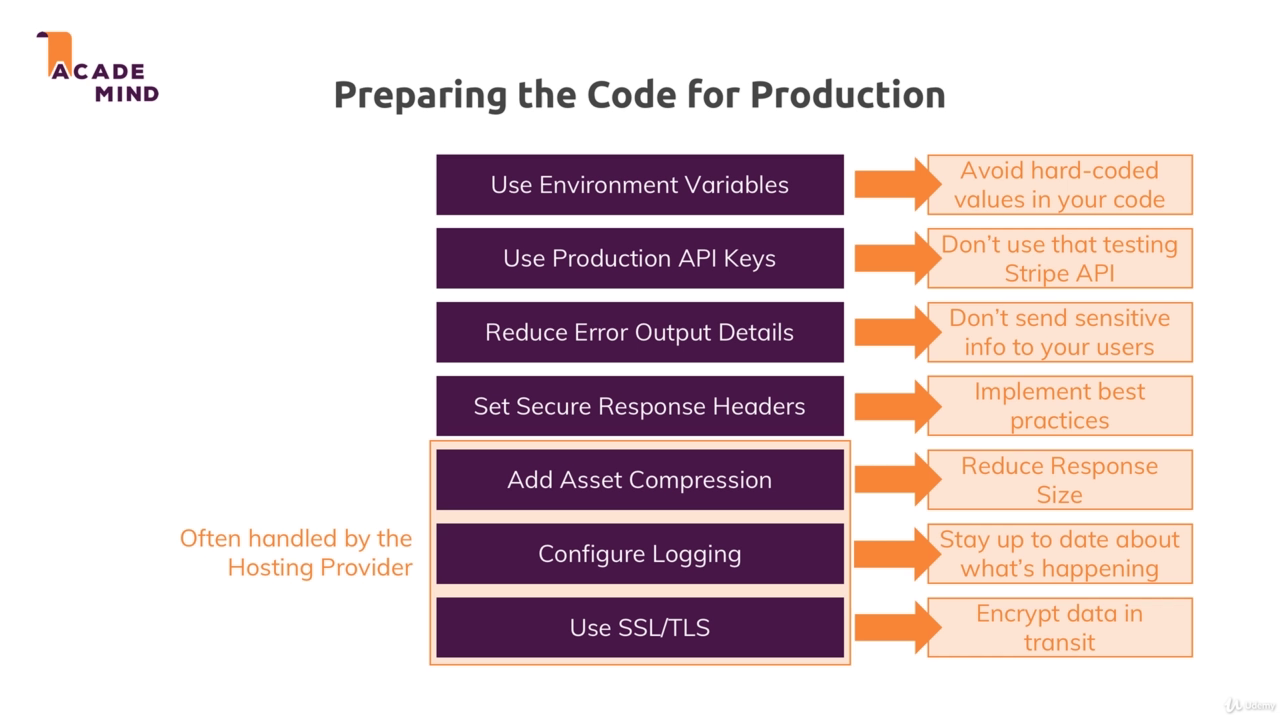 ACADE
MIND
Preparing the Code for Production
Use Environment Variables
Avoid hard-coded
values in your code
Use Production API Keys
Don't use that testing
Stripe API
Reduce Error Output Details
Don't send sensitive
info to your users
Set Secure Response Headers
Implement best
practices
Add Asset Compression
Reduce Response
Size
Often handled by the
Hosting Provider
Configure Logging
Stay up to date about
what's happening
Use SSL/TLS
Encrypt data in
transit
Udemy